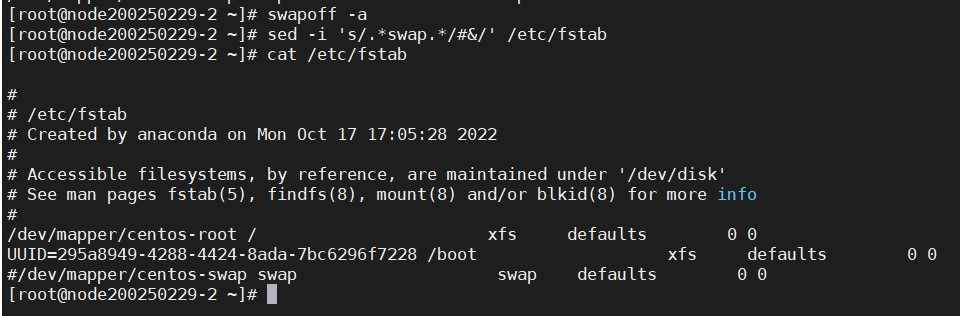 [root@node200250229-2 ~]# swapoff -a
[root@node200250229-2 ~]# sed -i 's/.*swap.*/#&/' /etc/fstab
[root@node200250229-2 ~]# cat /etc/fstab
#
# /etc/fstab
# Created by anaconda on Mon Oct 17 17:05:28 2022
#
# Accessible filesystems, by reference, are maintained under '/dev/disk'
# See man pages fstab(5), findfs(8), mount(8) and/or blkid(8) for more info
#
/dev/mapper/centos-root /                       xfs     defaults        0 0
UUID=295a8949-4288-4424-8ada-7bc6296f7228 /boot                   xfs     defaults        0 0
#/dev/mapper/centos-swap swap                    swap    defaults        0 0
[root@node200250229-2 ~]#